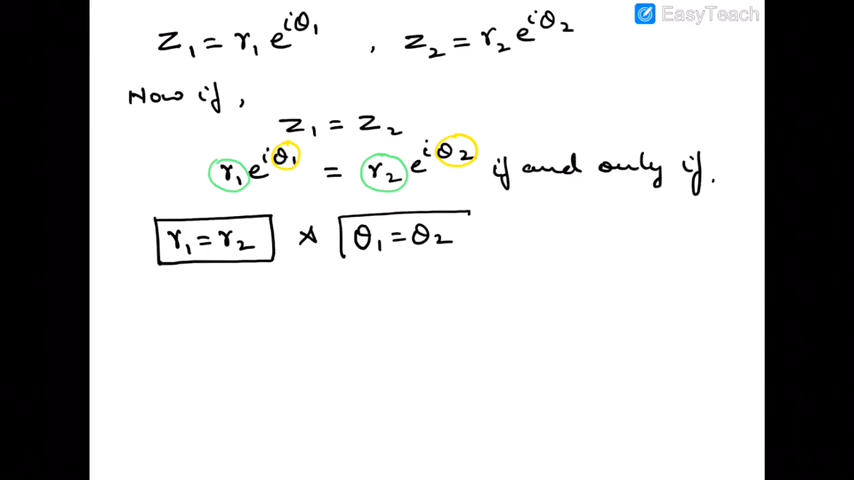 EasyTeach
z₁ = r₁ e^{iθ₁} , z₂ = r₂ e^{iθ₂}
Now if,
z₁ = z₂
r₁ e^{iθ₁} = r₂ e^{iθ₂} if and only if.
r₁ = r₂ & θ₁ = θ₂